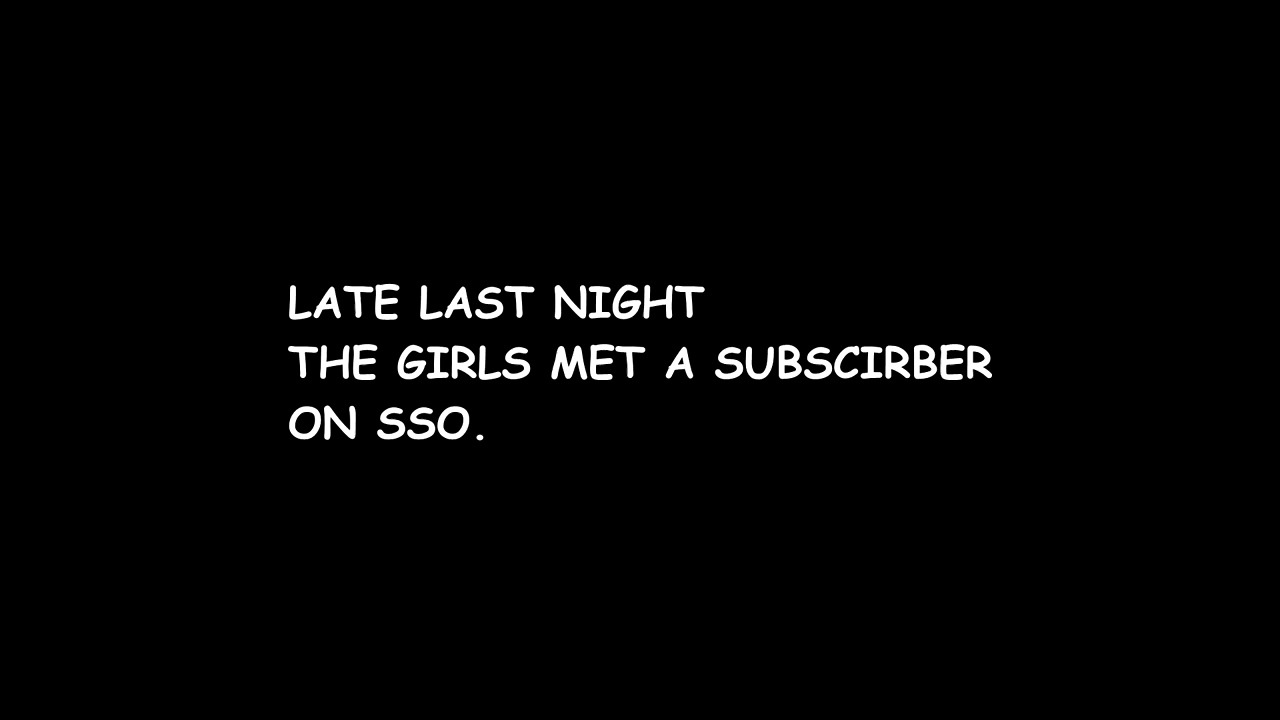 LATE LAST NIGHT
THE GIRLS MET A SUBSCIRBER
ON SSO.